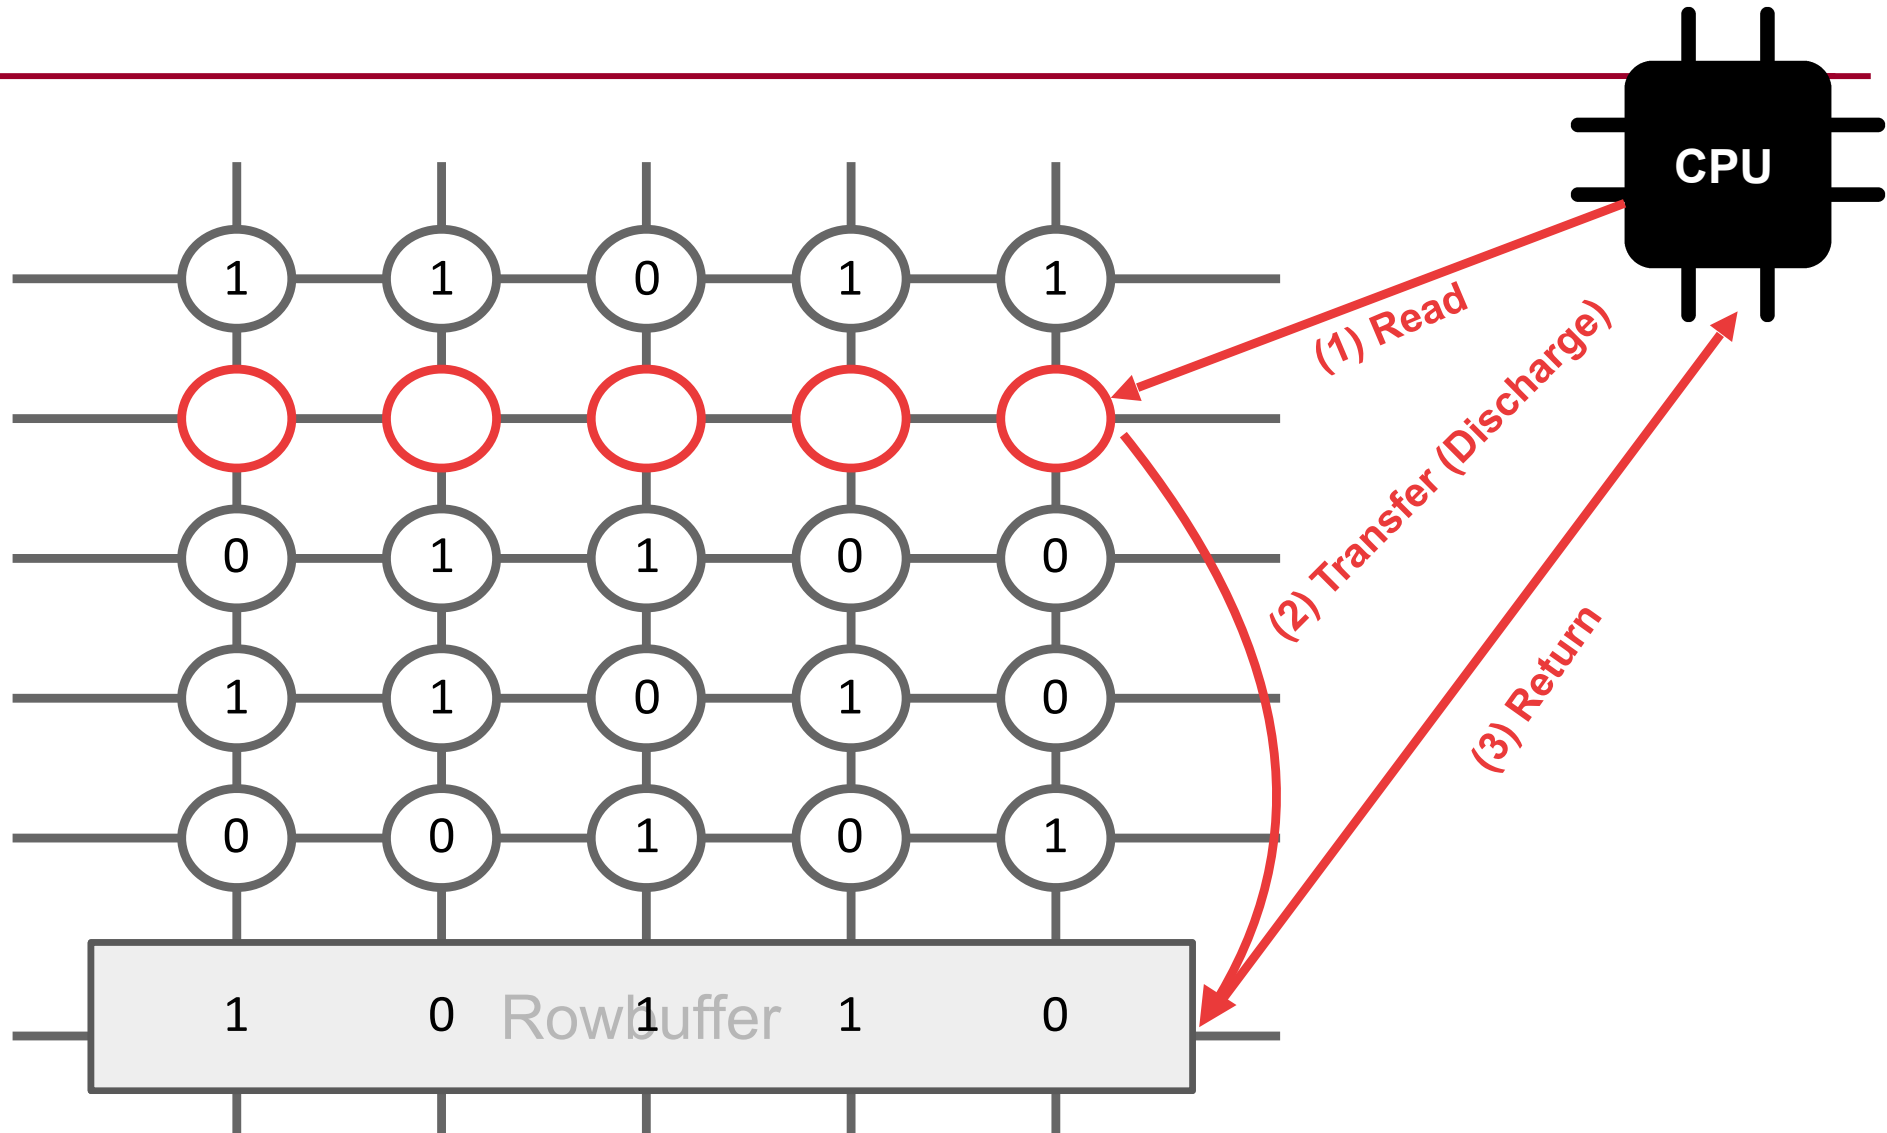 CPU
1 1 0 1 1
(1) Read
(2) Transfer (Discharge)
0 1 1 0 0
1 1 0 1 0
(3) Return
0 0 1 0 1
Rowbuffer
1 0 1 1 0